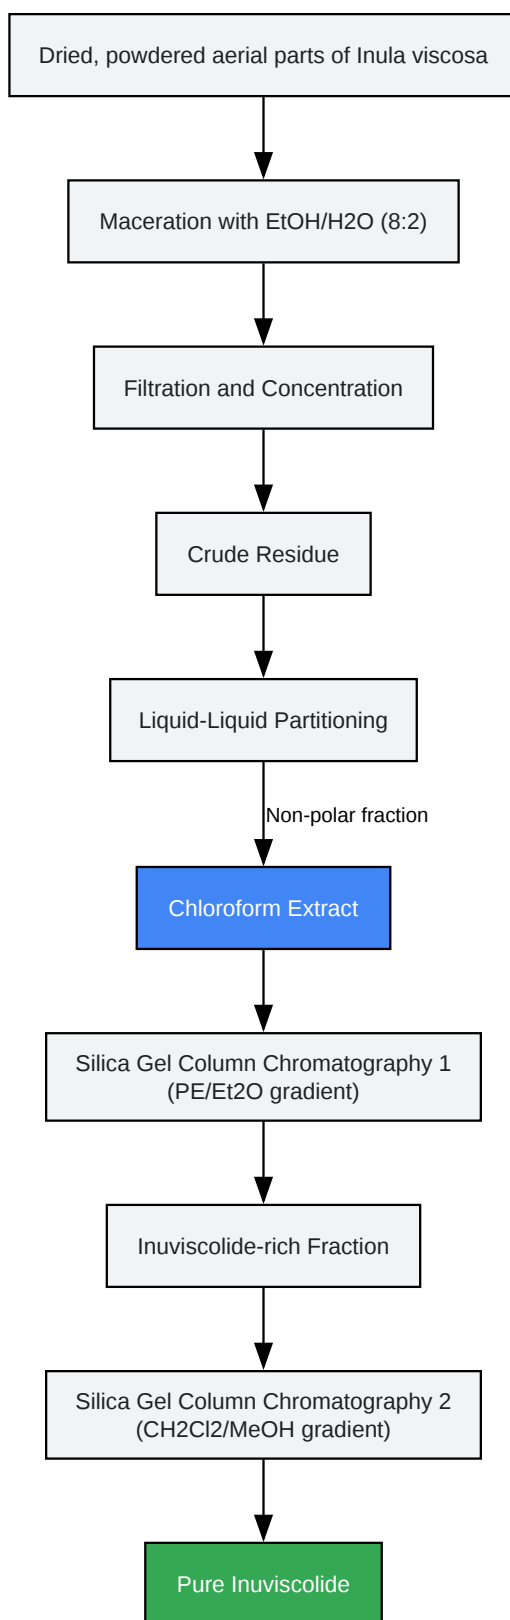 Dried, powdered aerial parts of Inula viscosa
Maceration with EtOH/H2O (8:2)
Filtration and Concentration
Crude Residue
Liquid-Liquid Partitioning
Non-polar fraction
Chloroform Extract
Silica Gel Column Chromatography 1
(PE/Et2O gradient)
Inuviscolide-rich Fraction
Silica Gel Column Chromatography 2
(CH2Cl2/MeOH gradient)
Pure Inuviscolide